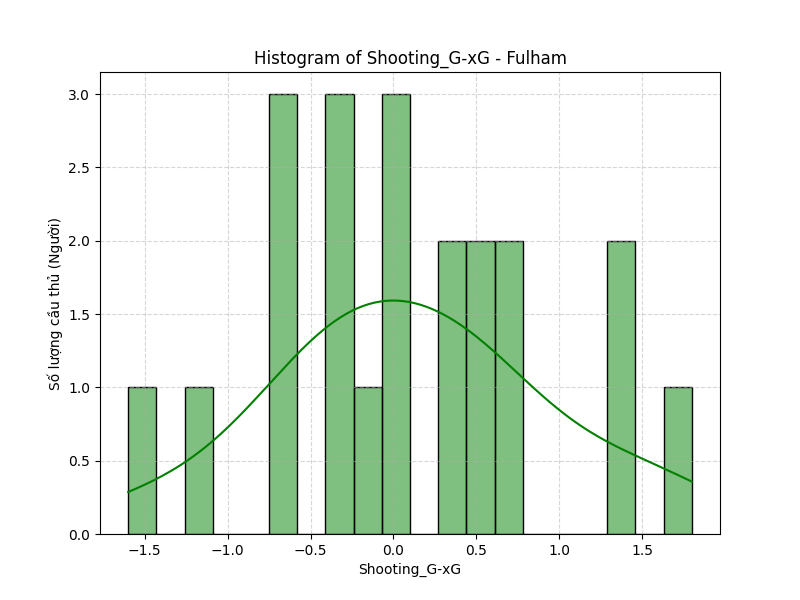 Histogram of Shooting_G-xG - Fulham
3.0
2.5
2.0
1.5
1.0
0.5
0.0
Số lượng cầu thủ (Người)
−1.5 −1.0 −0.5 0.0 0.5 1.0 1.5
Shooting_G-xG